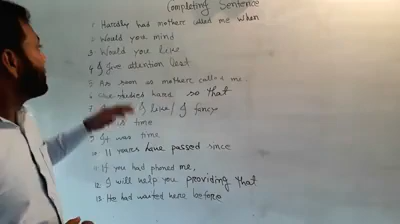 Completing Sentence
1 Hardly had mother called me when
2 Would you mind
3 Would you like
4 I give attention lest
5 As soon as mother called me
6 she studied hard so that
7 I like / I fancy
is time
9 It was time
10 11 years have passed since
11 If you had phoned me,
12 I will help you providing that
13 He had waited here before